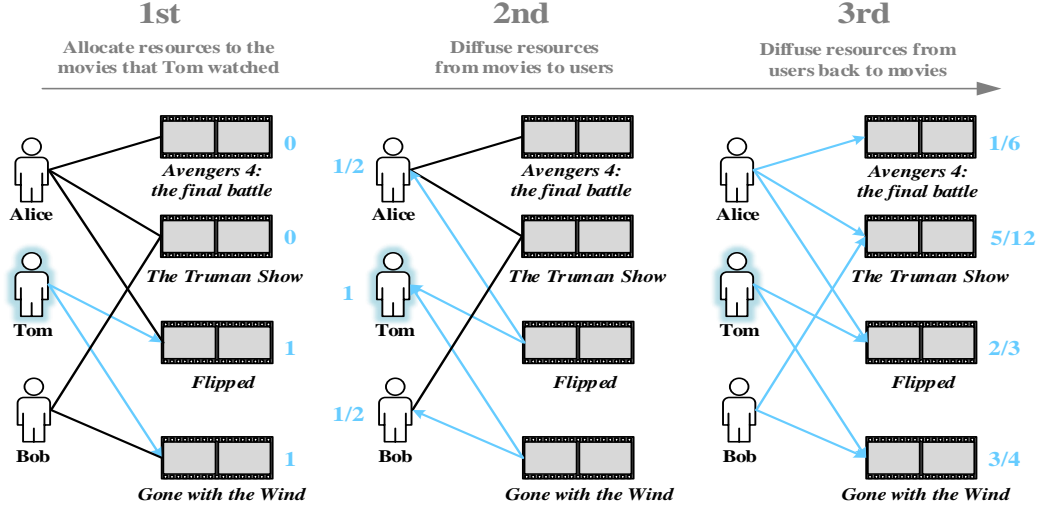 1st
Allocate resources to the
movies that Tom watched
2nd
Diffuse resources
from movies to users
3rd
Diffuse resources from
users back to movies
Alice
Tom
Bob
0
Avengers 4:
the final battle
0
The Truman Show
1
Flipped
1
Gone with the Wind
1/2
Alice
1
Tom
1/2
Bob
Avengers 4:
the final battle
The Truman Show
Flipped
Gone with the Wind
Alice
Tom
Bob
1/6
Avengers 4:
the final battle
5/12
The Truman Show
2/3
Flipped
3/4
Gone with the Wind